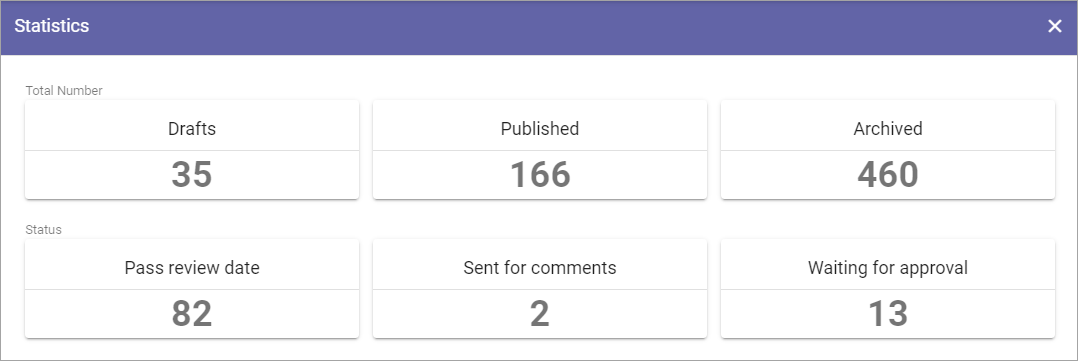 Statistics
Total Number
Drafts
35
Published
166
Archived
460
Status
Pass review date
82
Sent for comments
2
Waiting for approval
13